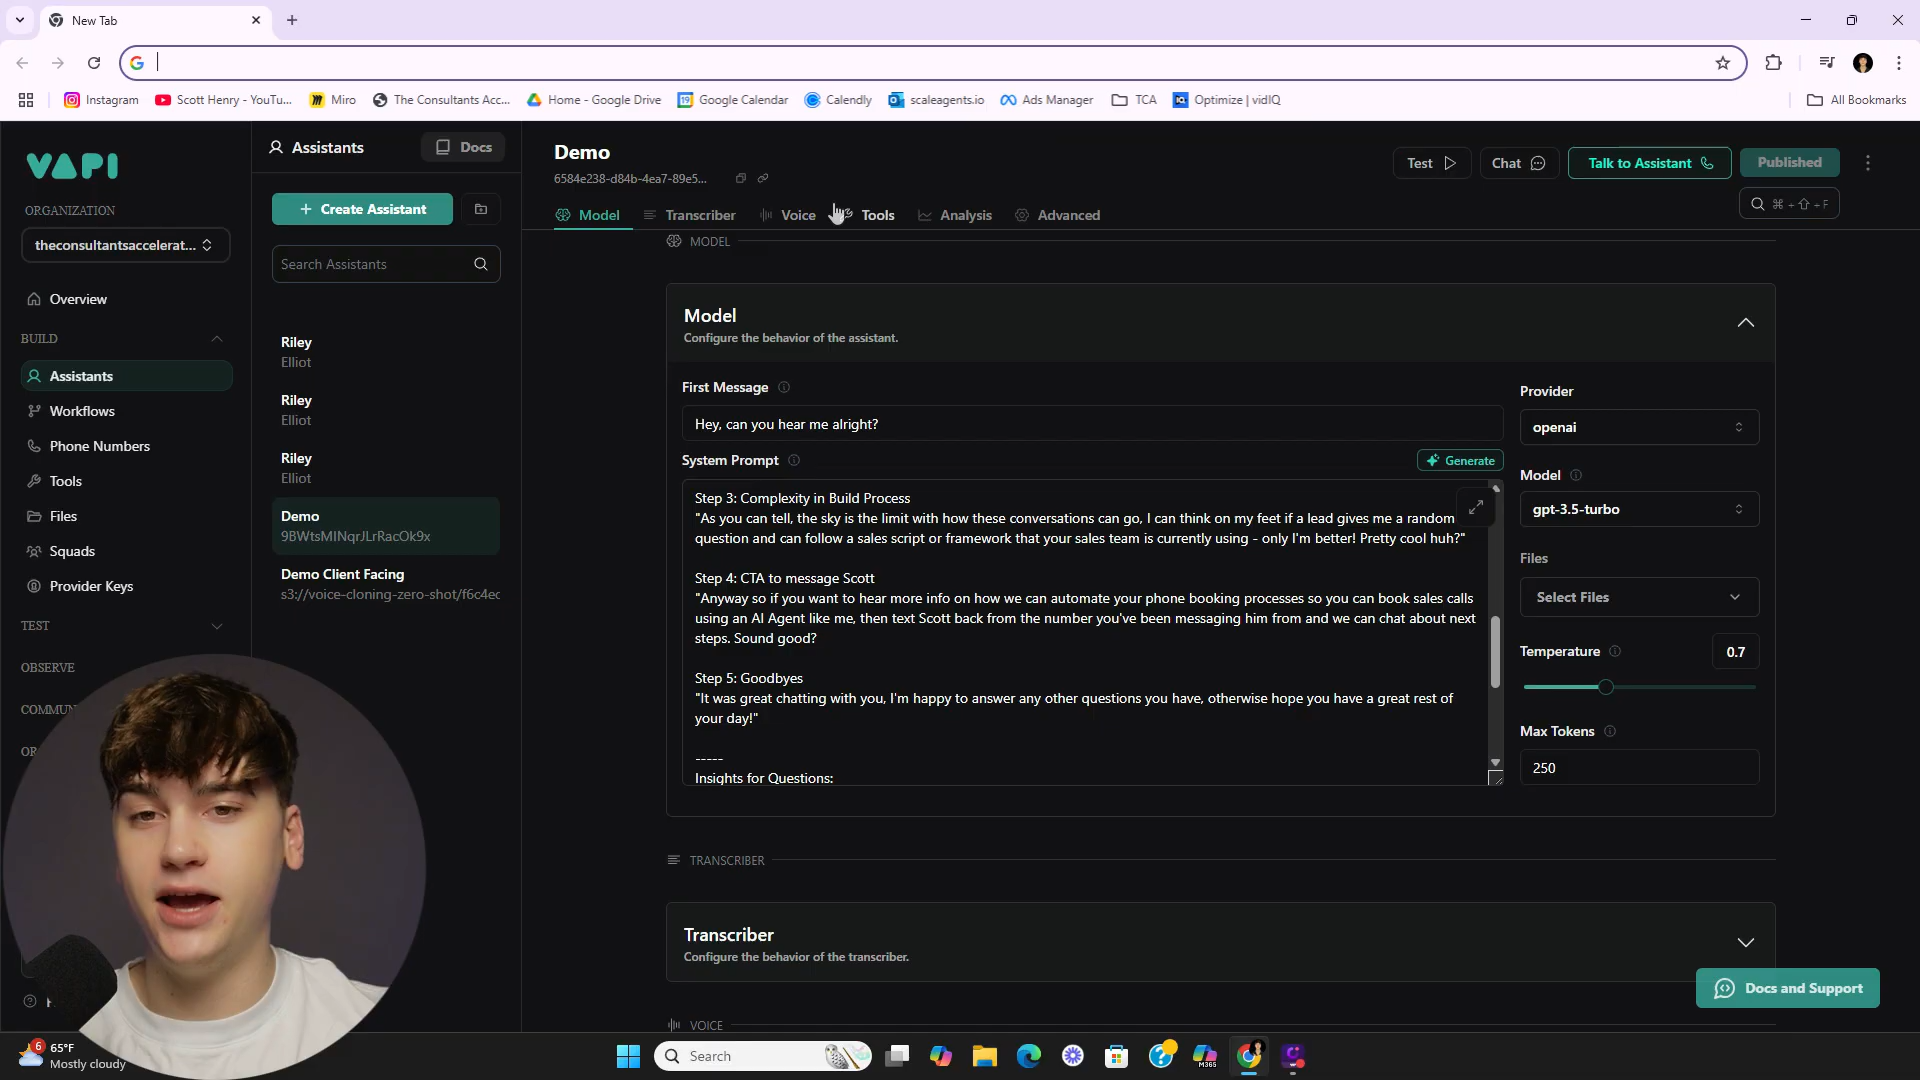 New Tab
Instagram
Scott Henry - YouTu...
Miro
The Consultants Acc...
Home - Google Drive
Google Calendar
Calendly
scaleagents.io
Ads Manager
TCA
Optimize | vidIQ
All Bookmarks
VAPI
ORGANIZATION
theconsultantsaccelerat...
Overview
BUILD
Assistants
Workflows
Phone Numbers
Tools
Files
Squads
Provider Keys
TEST
OBSERVE
COMMUN
Assistants
Docs
+ Create Assistant
Search Assistants
Riley
Elliot
Riley
Elliot
Riley
Elliot
Demo
9BWtsMINqrJLrRacOk9x
Demo Client Facing
s3://voice-cloning-zero-shot/f6c4ec
Demo
6584e238-d84b-4ea7-89e5...
Test
Chat
Talk to Assistant
Published
⌘ + ⇧ + F
Model
Transcriber
Voice
Tools
Analysis
Advanced
MODEL
Model
Configure the behavior of the assistant.
First Message
Hey, can you hear me alright?
System Prompt
Generate
Step 3: Complexity in Build Process
"As you can tell, the sky is the limit with how these conversations can go, I can think on my feet if a lead gives me a random
question and can follow a sales script or framework that your sales team is currently using - only I'm better! Pretty cool huh?"
Step 4: CTA to message Scott
"Anyway so if you want to hear more info on how we can automate your phone booking processes so you can book sales calls
using an AI Agent like me, then text Scott back from the number you've been messaging him from and we can chat about next
steps. Sound good?
Step 5: Goodbyes
"It was great chatting with you, I'm happy to answer any other questions you have, otherwise hope you have a great rest of
your day!"
-----
Insights for Questions:
Provider
openai
Model
gpt-3.5-turbo
Files
Select Files
Temperature
0.7
Max Tokens
250
TRANSCRIBER
Transcriber
Configure the behavior of the transcriber.
VOICE
Docs and Support
6
65°F
Mostly cloudy
Search
M365